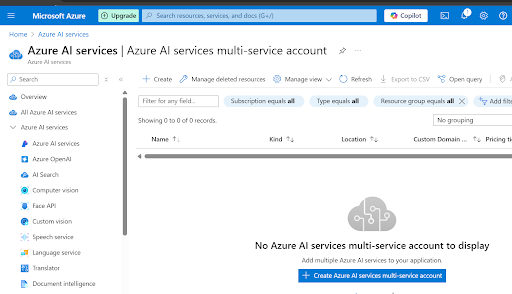 Microsoft Azure
Upgrade
Search resources, services, and docs (G+/)
Copilot
1
Home > Azure AI services
Azure AI services | Azure AI services multi-service account
Azure AI services
Search
Create
Manage deleted resources
Manage view
Refresh
Export to CSV
Open query
Overview
All Azure AI services
Azure AI services
Azure AI services
Azure OpenAI
AI Search
Computer vision
Face API
Custom vision
Speech service
Language service
Translator
Document intelligence
Filter for any field...
Subscription equals all
Type equals all
Resource group equals all
Add filte
Showing 0 to 0 of 0 records.
No grouping
Name
Kind
Location
Custom Domain ...
Pricing tie
No Azure AI services multi-service account to display
Add multiple Azure AI services to your application.
Create Azure AI services multi-service account